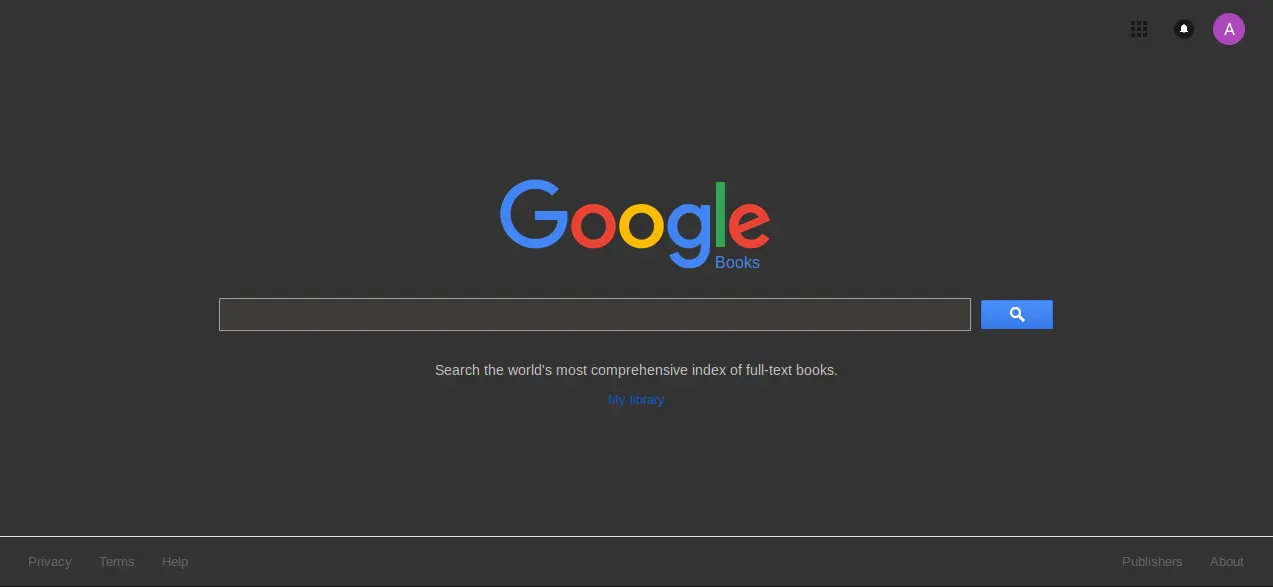 A
Google
Books
Search the world's most comprehensive index of full-text books.
My library
Privacy Terms Help Publishers About